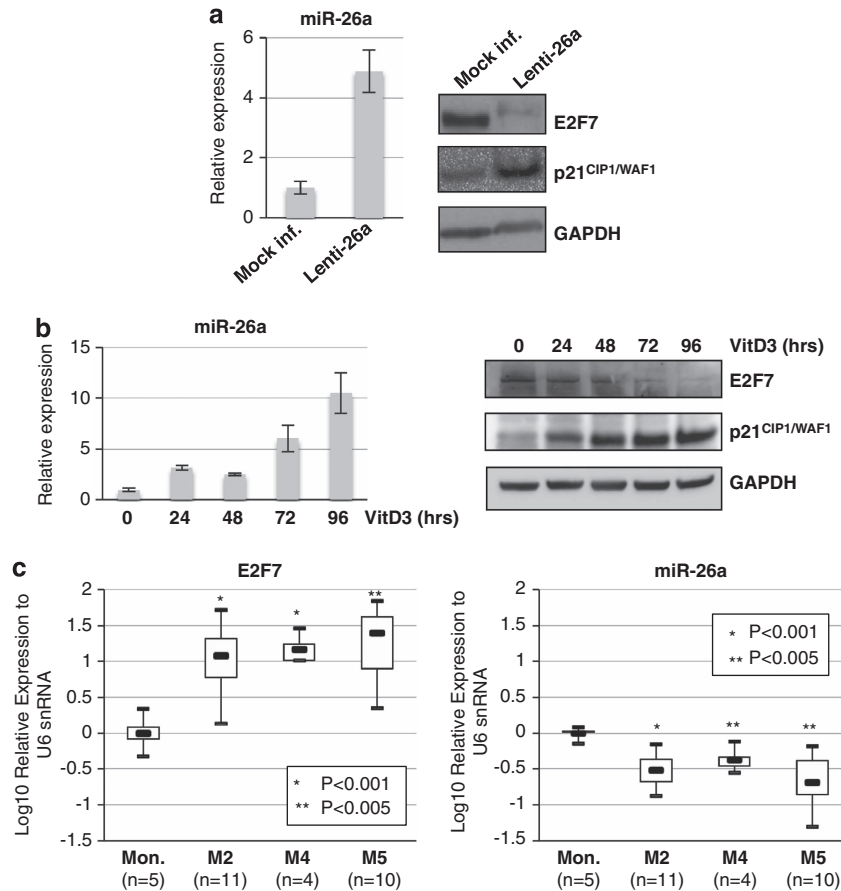 a
miR-26a
Relative expression
6
4
2
0
Mock inf.
Lenti-26a
Mock inf.
Lenti-26a
E2F7
p21CIP1/WAF1
GAPDH
b
miR-26a
Relative expression
15
10
5
0
0 24 48 72 96 VitD3 (hrs)
0 24 48 72 96 VitD3 (hrs)
E2F7
p21CIP1/WAF1
GAPDH
c
E2F7
Log10 Relative Expression to
U6 snRNA
2
1.5
1
0.5
0
-0.5
-1
-1.5
*
*
**
* P<0.001
** P<0.005
Mon. M2 M4 M5
(n=5) (n=11) (n=4) (n=10)
miR-26a
Log10 Relative Expression to
U6 snRNA
2
1.5
1
0.5
0
-0.5
-1
-1.5
* P<0.001
** P<0.005
*
**
**
Mon. M2 M4 M5
(n=5) (n=11) (n=4) (n=10)